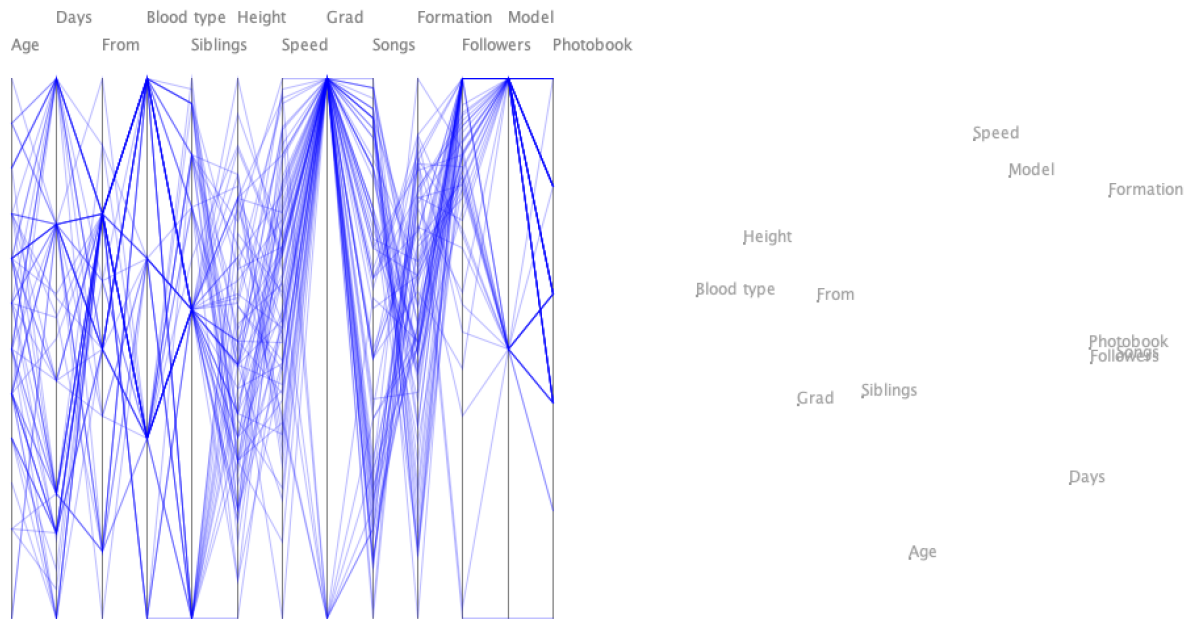 Days Blood type Height Grad Formation Model
Age From Siblings Speed Songs Followers Photobook
Speed
Model
Formation
Height
Blood type
From
Photobook
Songs
Followers
Siblings
Grad
Days
Age